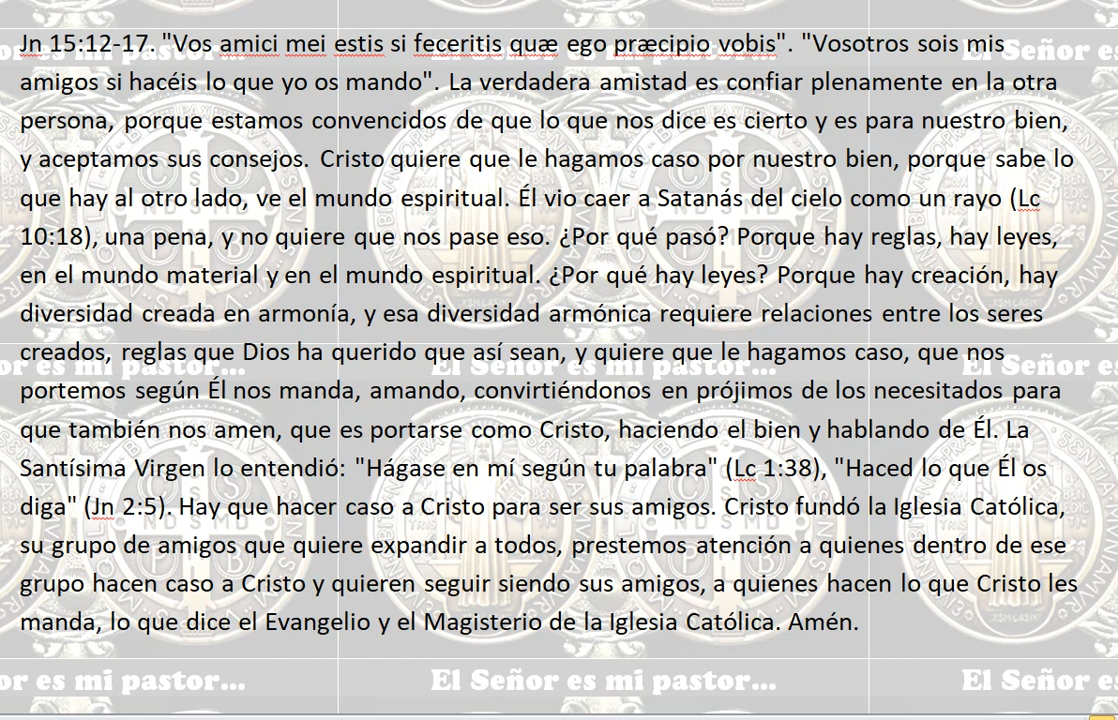 Jn 15:12-17. "Vos amici mei estis si feceritis quæ ego præcipio vobis". "Vosotros sois mis
amigos si hacéis lo que yo os mando". La verdadera amistad es confiar plenamente en la otra
persona, porque estamos convencidos de que lo que nos dice es cierto y es para nuestro bien,
y aceptamos sus consejos. Cristo quiere que le hagamos caso por nuestro bien, porque sabe lo
que hay al otro lado, ve el mundo espiritual. Él vio caer a Satanás del cielo como un rayo (Lc
10:18), una pena, y no quiere que nos pase eso. ¿Por qué pasó? Porque hay reglas, hay leyes,
en el mundo material y en el mundo espiritual. ¿Por qué hay leyes? Porque hay creación, hay
diversidad creada en armonía, y esa diversidad armónica requiere relaciones entre los seres
creados, reglas que Dios ha querido que así sean, y quiere que le hagamos caso, que nos
portemos según Él nos manda, amando, convirtiéndonos en prójimos de los necesitados para
que también nos amen, que es portarse como Cristo, haciendo el bien y hablando de Él. La
Santísima Virgen lo entendió: "Hágase en mí según tu palabra" (Lc 1:38), "Haced lo que Él os
diga" (Jn 2:5). Hay que hacer caso a Cristo para ser sus amigos. Cristo fundó la Iglesia Católica,
su grupo de amigos que quiere expandir a todos, prestemos atención a quienes dentro de ese
grupo hacen caso a Cristo y quieren seguir siendo sus amigos, a quienes hacen lo que Cristo les
manda, lo que dice el Evangelio y el Magisterio de la Iglesia Católica. Amén.
or es mi pastor... El Señor es mi pastor... El Señor es